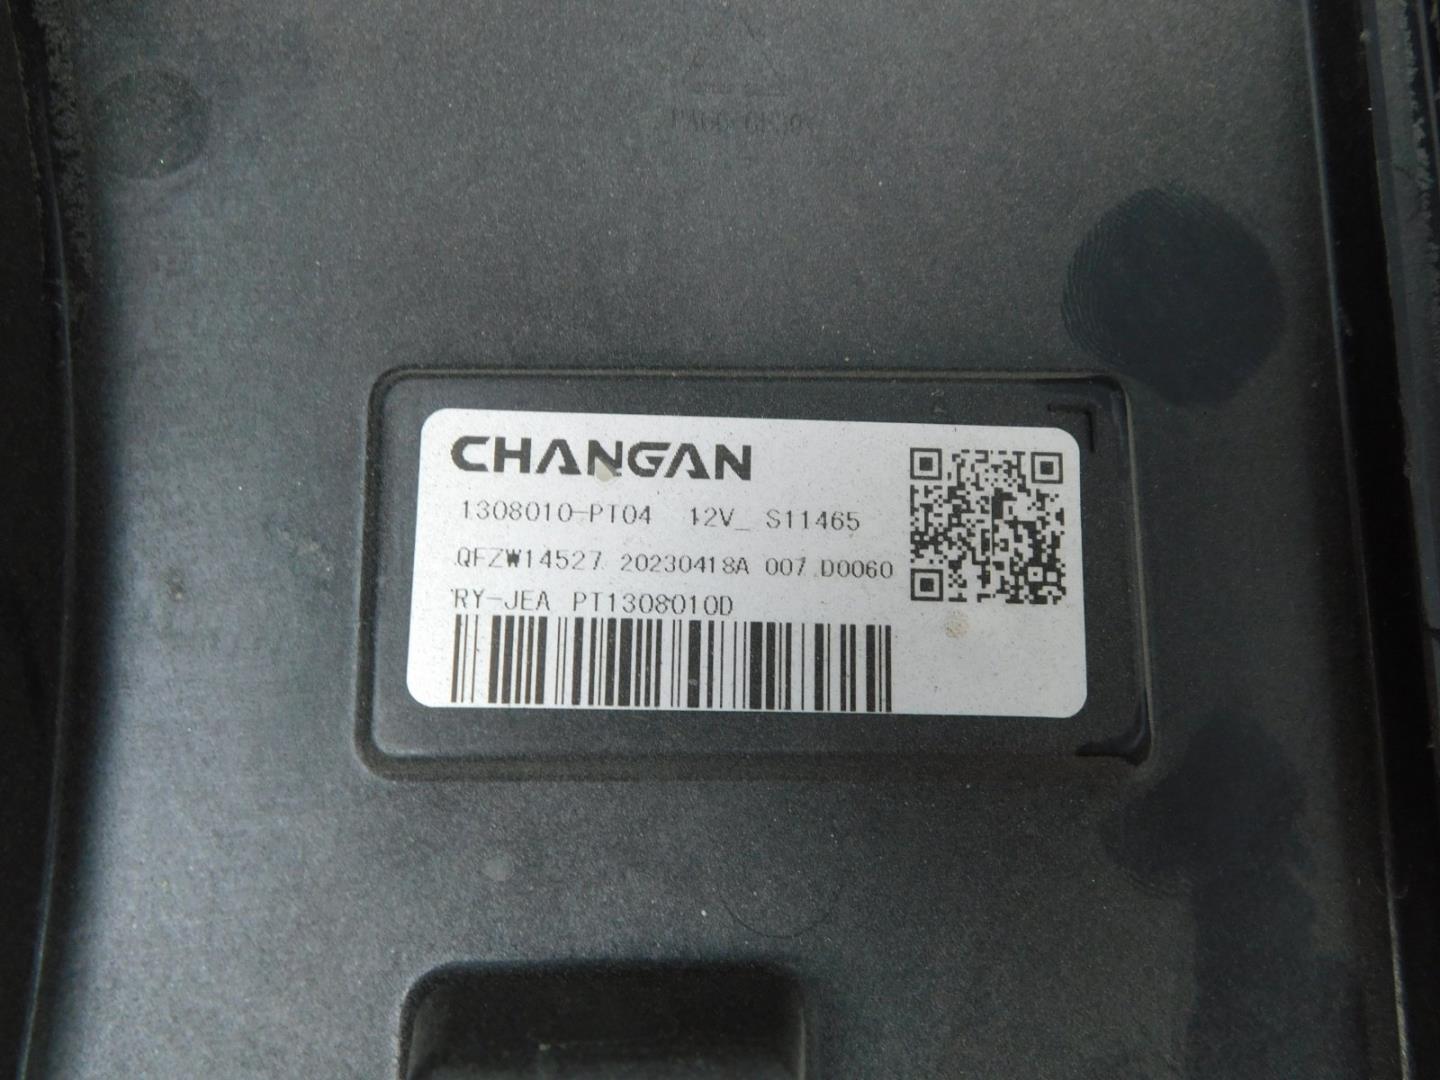 CHANGAN
1308010-PT04 12V_ S11465
QFZW14527 20230418A 007 D0060
RY-JEA PT1308010D